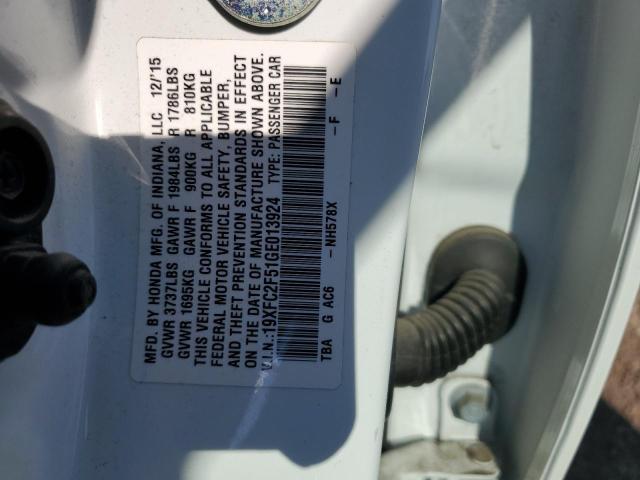 MFD. BY HONDA MFG. OF INDIANA, LLC 12/'15
GVWR 3737LBS GAWR F 1984LBS R 1786LBS
GVWR 1695KG GAWR F 900KG R 810KG
THIS VEHICLE CONFORMS TO ALL APPLICABLE
FEDERAL MOTOR VEHICLE SAFETY, BUMPER,
AND THEFT PREVENTION STANDARDS IN EFFECT
ON THE DATE OF MANUFACTURE SHOWN ABOVE.
V.I.N.:19XFC2F51GE013924 TYPE: PASSENGER CAR
TBA G AC6 –NH578X –F –E